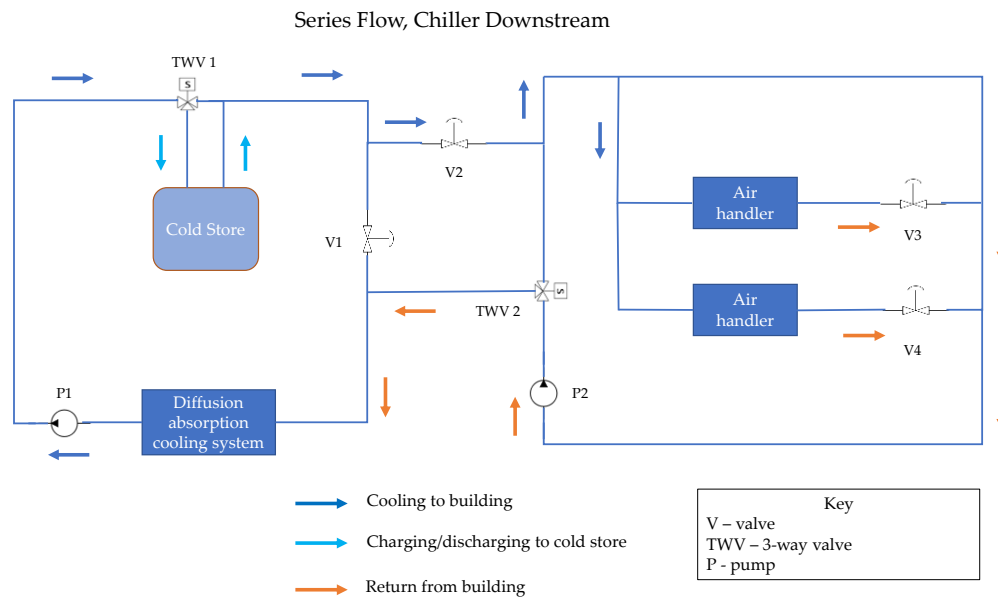 Series Flow, Chiller Downstream
TWV 1
S
V2
Cold Store
V1
Air
handler
V3
TWV 2
S
Air
handler
V4
P1
Diffusion
absorption
cooling system
P2
Cooling to building
Charging/discharging to cold store
Return from building
Key
V – valve
TWV – 3-way valve
P - pump